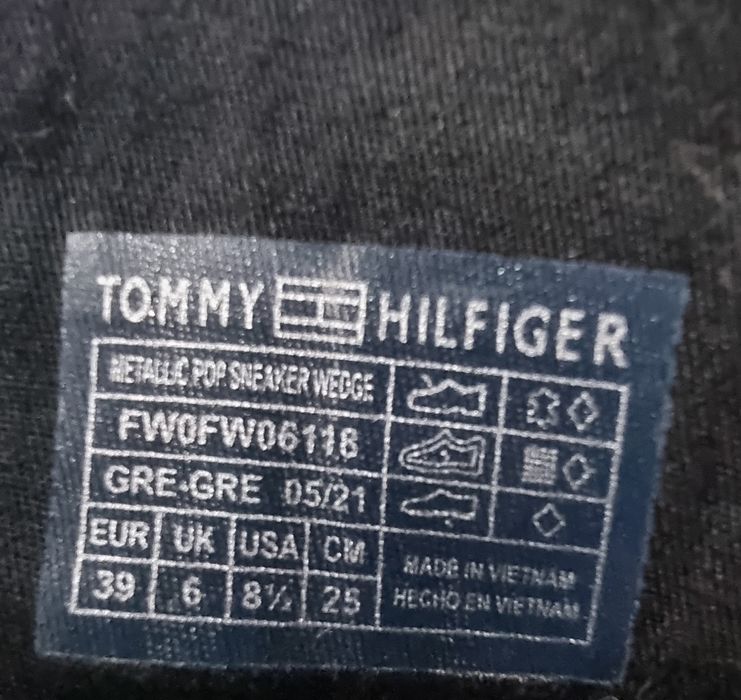 TOMMY HILFIGER
METALLIC POP SNEAKER WEDGE
FW0FW06118
GRE-GRE 05/21
EUR UK USA CM
39 6 8½ 25
MADE IN VIETNAM
HECHO EN VIETNAM